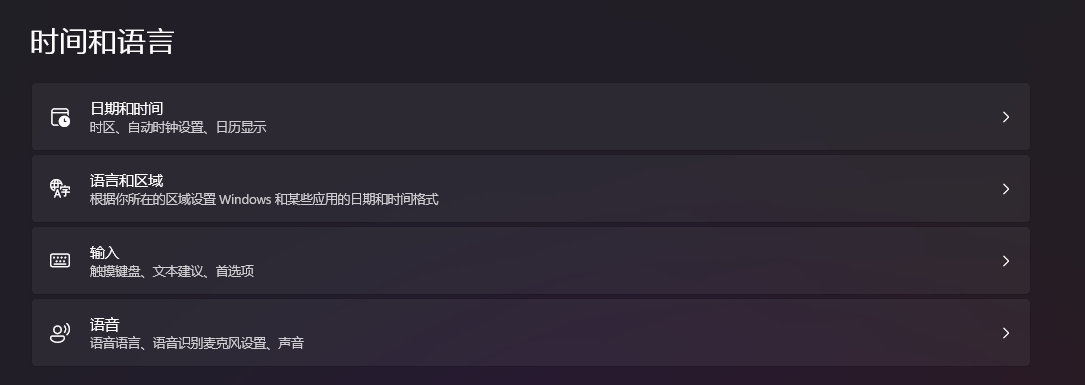 时间和语言
日期和时间
时区、自动时钟设置、日历显示
语言和区域
根据你所在的区域设置 Windows 和某些应用的日期和时间格式
输入
触摸键盘、文本建议、首选项
语音
语音语言、语音识别麦克风设置、声音